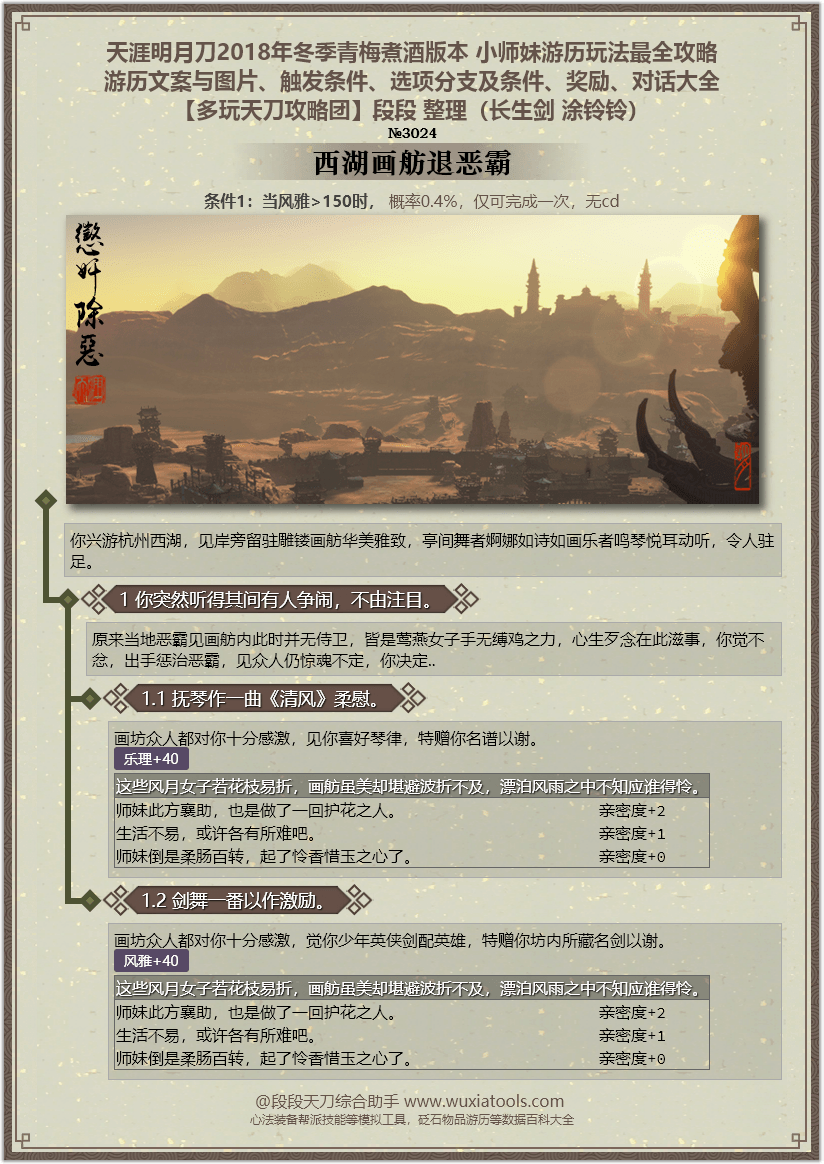 天涯明月刀2018年冬季青梅煮酒版本 小师妹游历玩法最全攻略
游历文案与图片、触发条件、选项分支及条件、奖励、对话大全
【多玩天刀攻略团】段段 整理（长生剑 涂铃铃）
№3024
西湖画舫退恶霸
条件1：当风雅>150时， 概率0.4%，仅可完成一次，无cd
懲奸除惡
你兴游杭州西湖，见岸旁留驻雕镂画舫华美雅致，享间舞者婀娜如诗如画乐者鸣琴悦耳动听，令人驻
足。
1 你突然听得其间有人争闹，不由注目。
原来当地恶霸见画舫内此时并无侍卫，皆是莺燕女子手无缚鸡之力，心生歹念在此滋事，你觉不
忿，出手惩治恶霸，见众人仍惊魂不定，你决定..
1.1 抚琴作一曲《清风》柔慰。
画坊众人都对你十分感激，见你喜好琴律，特赠你名谱以谢。
乐理+40
这些风月女子若花枝易折，画舫虽美却堪避波折不及，漂泊风雨之中不知应谁得怜。
师妹此方襄助，也是做了一回护花之人。 亲密度+2
生活不易，或许各有所难吧。 亲密度+1
师妹倒是柔肠百转，起了怜香惜玉之心了。 亲密度+0
1.2 剑舞一番以作激励。
画坊众人都对你十分感激，觉你少年英侠剑配英雄，特赠你坊内所藏名剑以谢。
风雅+40
这些风月女子若花枝易折，画舫虽美却堪避波折不及，漂泊风雨之中不知应谁得怜。
师妹此方襄助，也是做了一回护花之人。 亲密度+2
生活不易，或许各有所难吧。 亲密度+1
师妹倒是柔肠百转，起了怜香惜玉之心了。 亲密度+0
@段段天刀综合助手 www.wuxiatools.com
心法装备帮派技能等模拟工具，砭石物品游历等数据百科大全